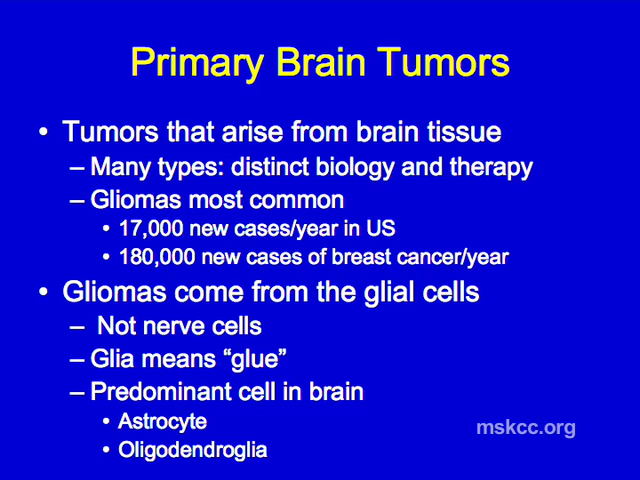 Primary Brain Tumors
• Tumors that arise from brain tissue
– Many types: distinct biology and therapy
– Gliomas most common
• 17,000 new cases/year in US
• 180,000 new cases of breast cancer/year
• Gliomas come from the glial cells
– Not nerve cells
– Glia means “glue”
– Predominant cell in brain
• Astrocyte
• Oligodendroglia
mskcc.org